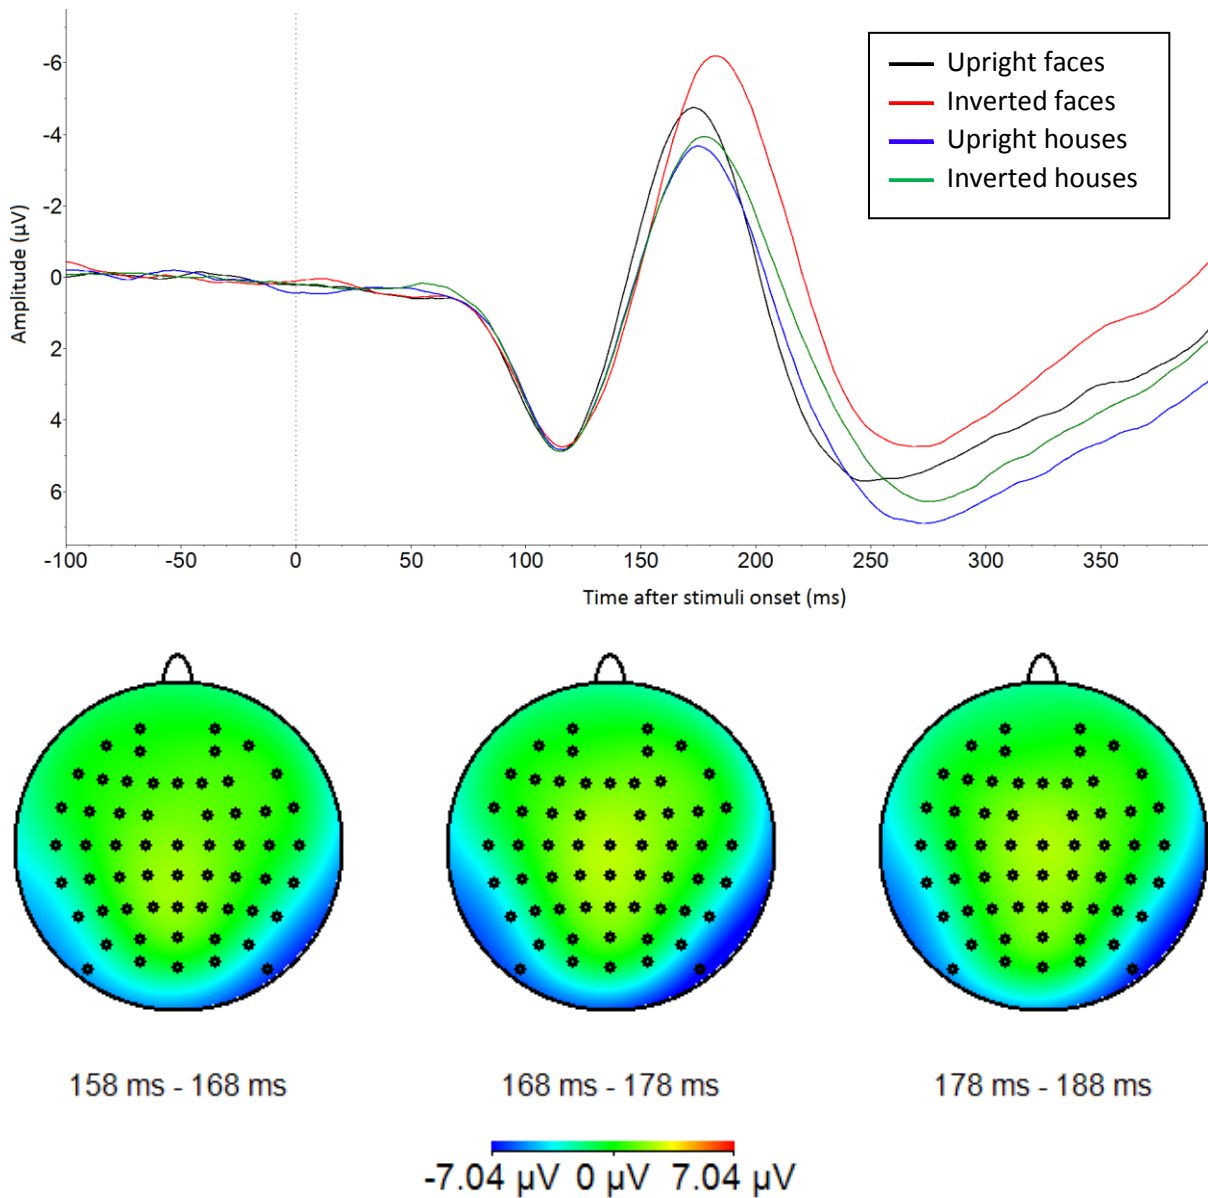 Upright faces
Inverted faces
Upright houses
Inverted houses
Amplitude (µV)
-6
-4
-2
0
2
4
6
-100 -50 0 50 100 150 200 250 300 350
Time after stimuli onset (ms)
158 ms - 168 ms 168 ms - 178 ms 178 ms - 188 ms
-7.04 µV 0 µV 7.04 µV